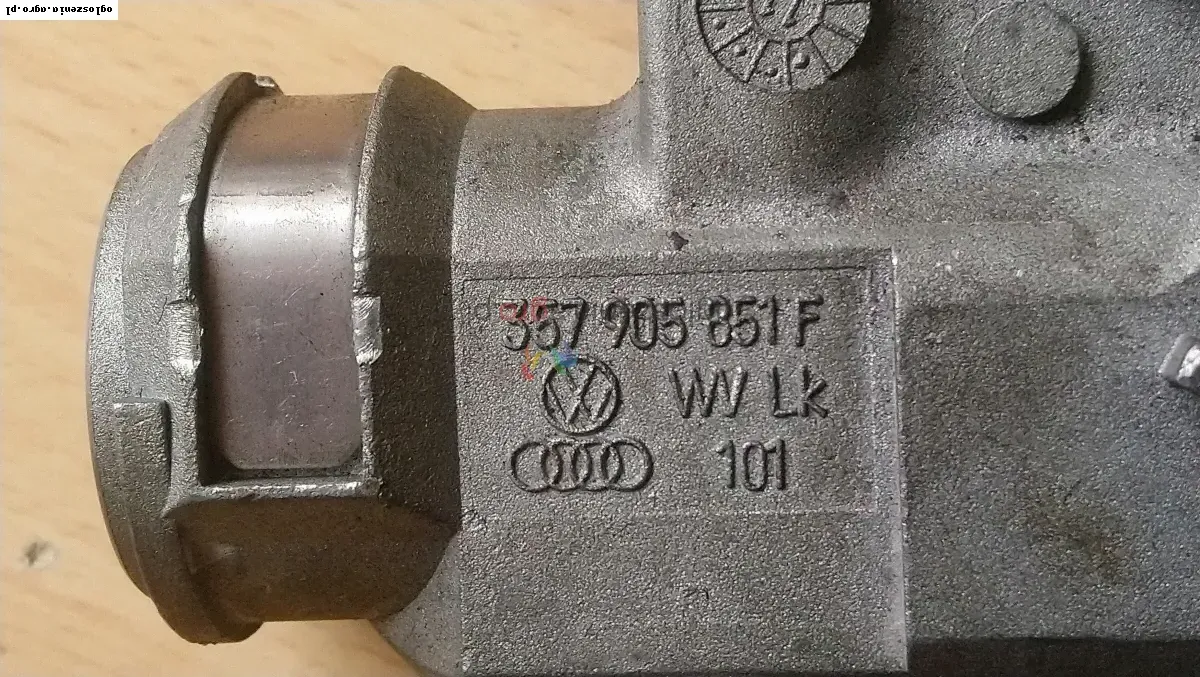 ogloszenia.agro.pl
357 905 851 F
WV Lk
101